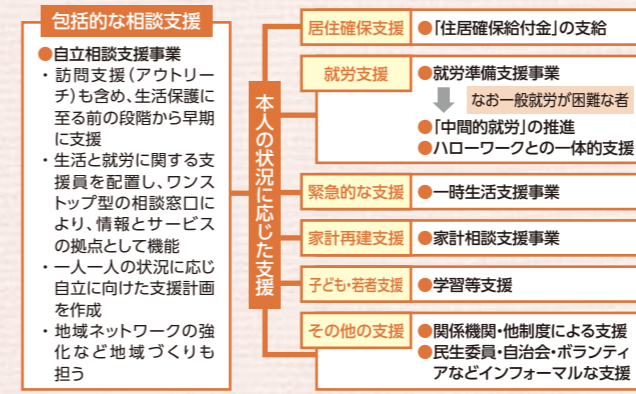 包括的な相談支援
●自立相談支援事業
・訪問支援(アウトリー
チ)も含め、生活保護に
至る前の段階から早期
に支援
・生活と就労に関する支
援員を配置し、ワンス
トップ型の相談窓口に
より、情報とサービス
の拠点として機能
・一人一人の状況に応じ
自立に向けた支援計画
を作成
・地域ネットワークの強
化など地域づくりも
担う
本人の状況に応じた支援
居住確保支援
●「住居確保給付金」の支給
就労支援
●就労準備支援事業
なお一般就労が困難な者
●「中間的就労」の推進
●ハローワークとの一体的支援
緊急的な支援
●一時生活支援事業
家計再建支援
●家計相談支援事業
子ども・若者支援
●学習等支援
その他の支援
●関係機関・他制度による支援
●民生委員・自治会・ボランティ
アなどインフォーマルな支援